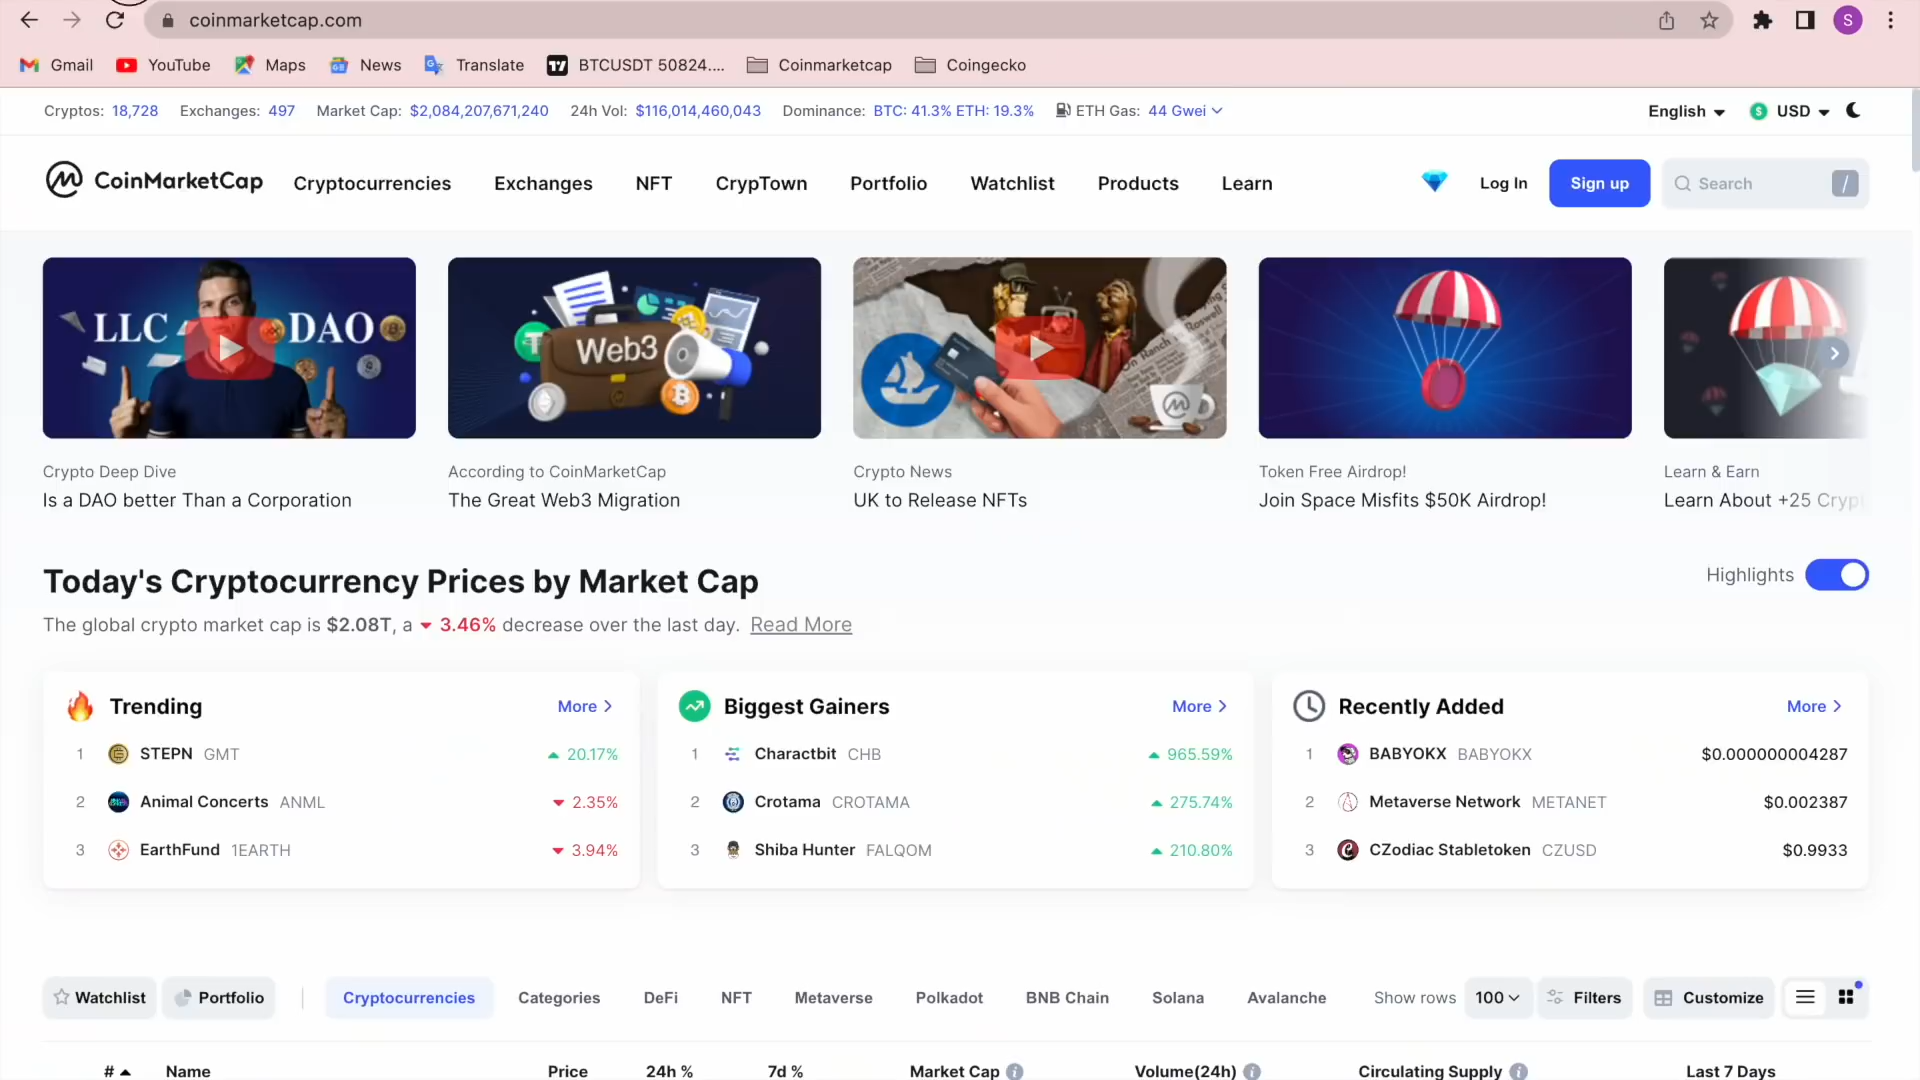 coinmarketcap.com
S
Gmail YouTube Maps News Translate BTCUSDT 50824.... Coinmarketcap Coingecko
Cryptos: 18,728 Exchanges: 497 Market Cap: $2,084,207,671,240 24h Vol: $116,014,460,043 Dominance: BTC: 41.3% ETH: 19.3% ETH Gas: 44 Gwei English USD
CoinMarketCap Cryptocurrencies Exchanges NFT CrypTown Portfolio Watchlist Products Learn Log In Sign up Search /
LLC DAO
Web3
Crypto Deep Dive
Is a DAO better Than a Corporation
According to CoinMarketCap
The Great Web3 Migration
Crypto News
UK to Release NFTs
Token Free Airdrop!
Join Space Misfits $50K Airdrop!
Learn & Earn
Learn About +25 Cryp
Today's Cryptocurrency Prices by Market Cap
Highlights
The global crypto market cap is $2.08T, a 3.46% decrease over the last day. Read More
Trending More
1 STEPN GMT 20.17%
2 Animal Concerts ANML 2.35%
3 EarthFund 1EARTH 3.94%
Biggest Gainers More
1 Charactbit CHB 965.59%
2 Crotama CROTAMA 275.74%
3 Shiba Hunter FALQOM 210.80%
Recently Added More
1 BABYOKX BABYOKX $0.000000004287
2 Metaverse Network METANET $0.002387
3 CZodiac Stabletoken CZUSD $0.9933
Watchlist Portfolio Cryptocurrencies Categories DeFi NFT Metaverse Polkadot BNB Chain Solana Avalanche Show rows 100 Filters Customize
# Name Price 24h % 7d % Market Cap Volume(24h) Circulating Supply Last 7 Days